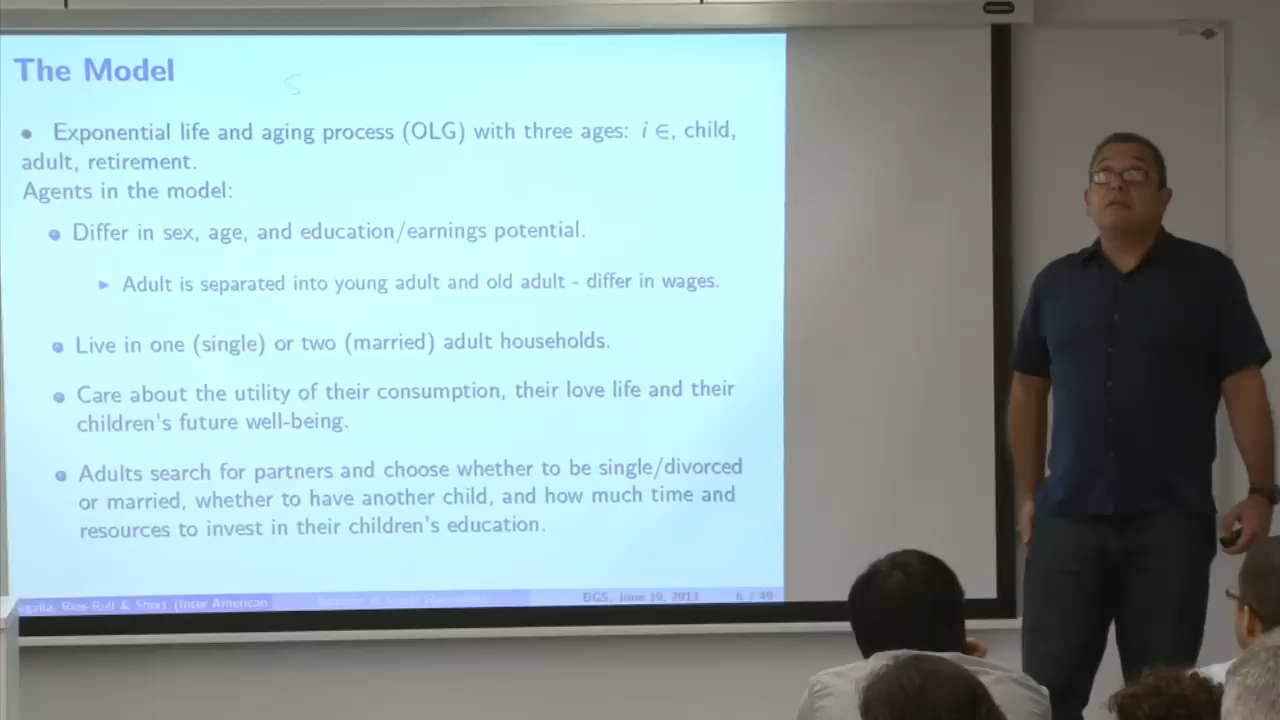 The Model
• Exponential life and aging process (OLG) with three ages: i ∈, child,
adult, retirement.
Agents in the model:
Differ in sex, age, and education/earnings potential.
Adult is separated into young adult and old adult - differ in wages.
Live in one (single) or two (married) adult households.
Care about the utility of their consumption, their love life and their
children's future well-being.
Adults search for partners and choose whether to be single/divorced
or married, whether to have another child, and how much time and
resources to invest in their children's education.
Ríos-Rull & Short (Inter American
BGS, June 19, 2013
6 / 49